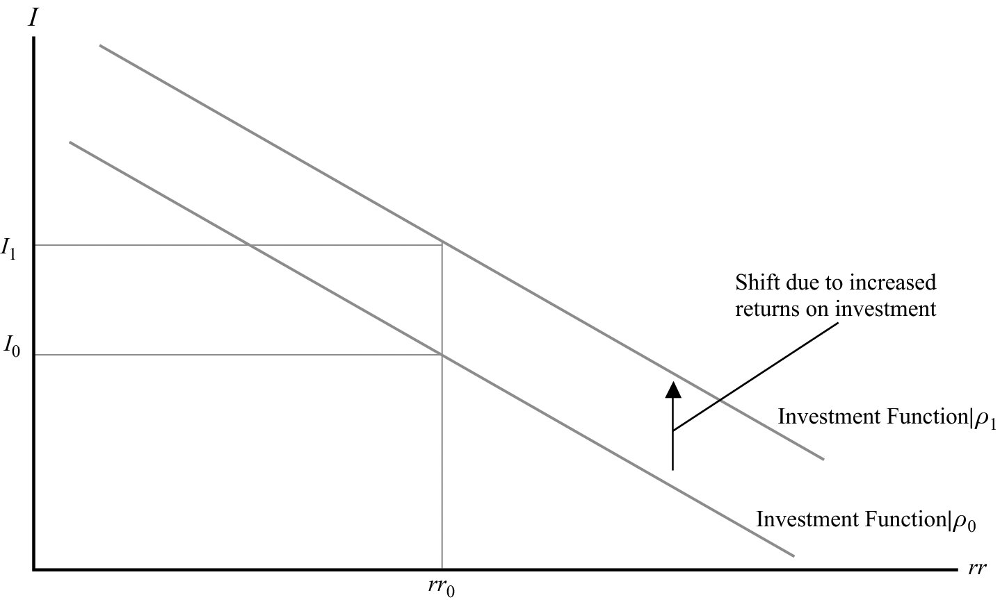 I
I₁
Shift due to increased
returns on investment
I₀
Investment Function|ρ₁
Investment Function|ρ₀
rr
rr₀